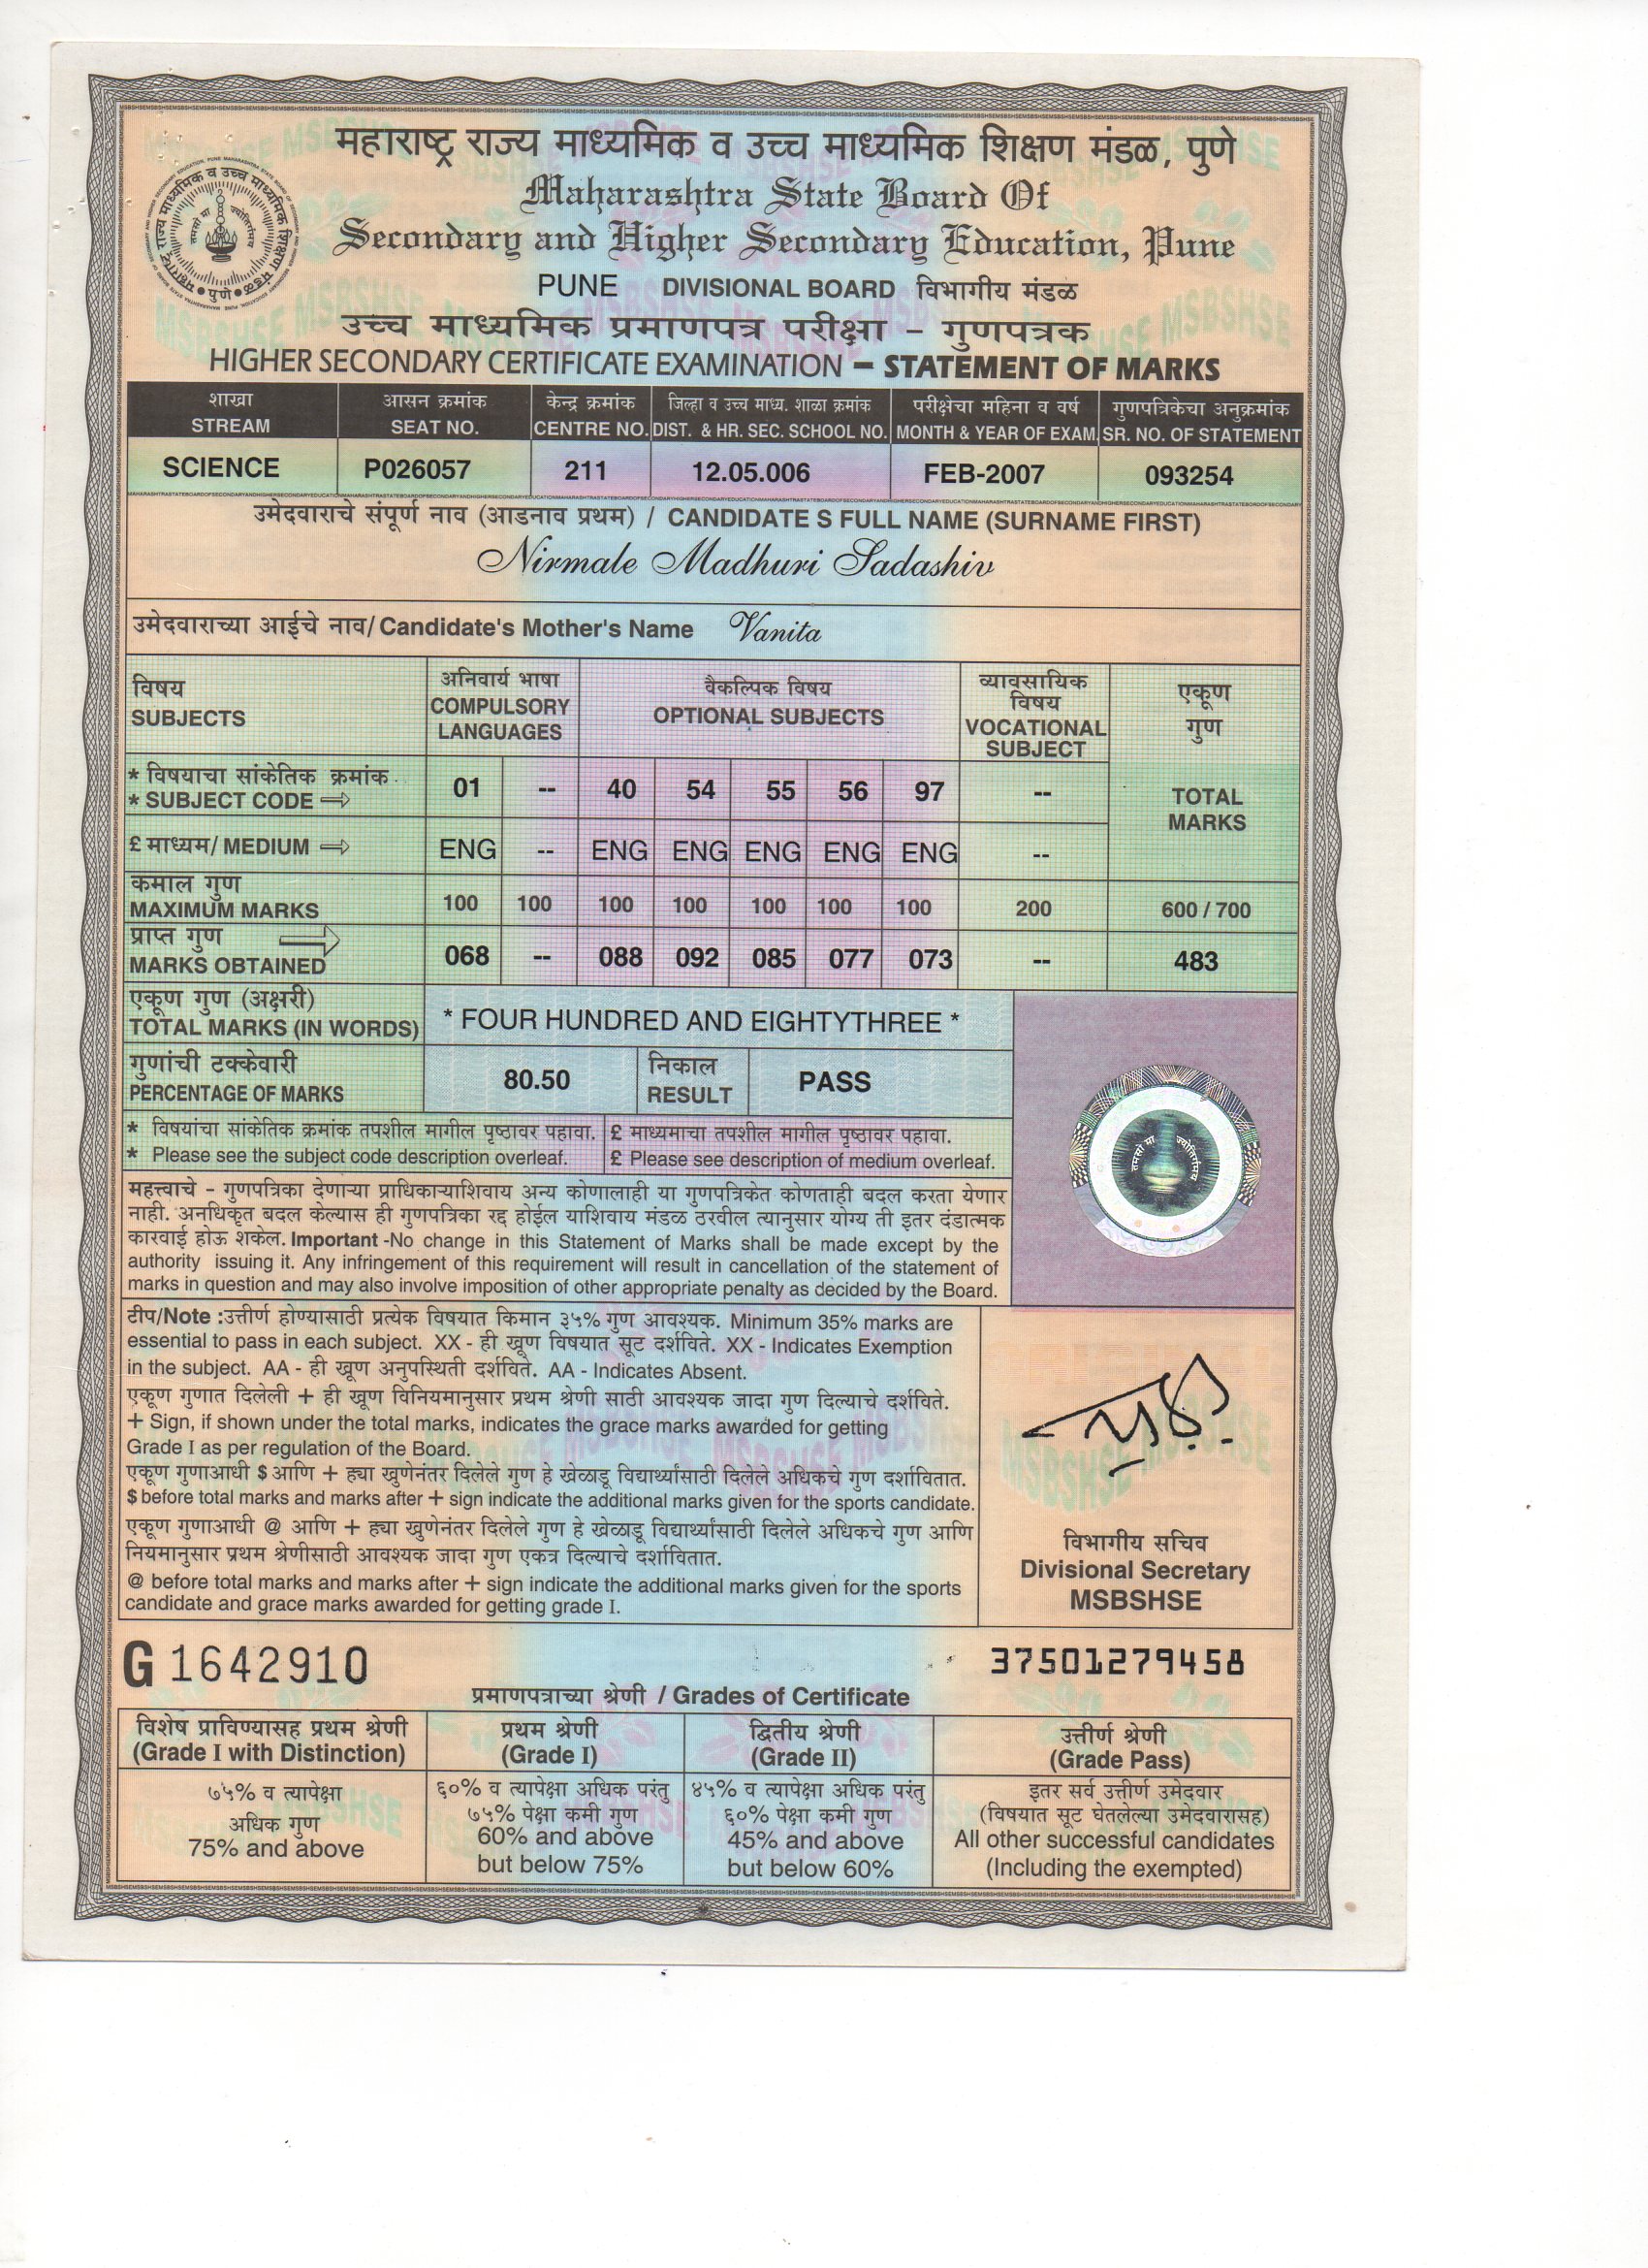 महाराष्ट्र राज्य माध्यमिक व उच्च माध्यमिक शिक्षण मंडळ, पुणे
Maharashtra State Board Of
Secondary and Higher Secondary Education, Pune
PUNE DIVISIONAL BOARD विभागीय मंडळ
उच्च माध्यमिक प्रमाणपत्र परीक्षा – गुणपत्रक
HIGHER SECONDARY CERTIFICATE EXAMINATION – STATEMENT OF MARKS
शाखा आसन क्रमांक केन्द्र क्रमांक जिल्हा व उच्च माध्य. शाळा क्रमांक परीक्षेचा महिना व वर्ष गुणपत्रिकेचा अनुक्रमांक
STREAM SEAT NO. CENTRE NO. DIST. & HR. SEC. SCHOOL NO. MONTH & YEAR OF EXAM. SR. NO. OF STATEMENT
SCIENCE P026057 211 12.05.006 FEB-2007 093254
उमेदवाराचे संपूर्ण नाव (आडनाव प्रथम) / CANDIDATE S FULL NAME (SURNAME FIRST)
Nirmale Madhuri Sadashiv
उमेदवाराच्या आईचे नाव/ Candidate's Mother's Name Vanita
विषय
SUBJECTS
अनिवार्य भाषा
COMPULSORY
LANGUAGES
वैकल्पिक विषय
OPTIONAL SUBJECTS
व्यावसायिक
विषय
VOCATIONAL
SUBJECT
एकूण
गुण
TOTAL
MARKS
* विषयाचा सांकेतिक क्रमांक
* SUBJECT CODE ⇨ 01 -- 40 54 55 56 97 --
£ माध्यम/ MEDIUM ⇨ ENG -- ENG ENG ENG ENG ENG --
कमाल गुण
MAXIMUM MARKS 100 100 100 100 100 100 100 200 600 / 700
प्राप्त गुण
MARKS OBTAINED 068 -- 088 092 085 077 073 -- 483
एकूण गुण (अक्षरी)
TOTAL MARKS (IN WORDS) * FOUR HUNDRED AND EIGHTYTHREE *
गुणांची टक्केवारी
PERCENTAGE OF MARKS 80.50
निकाल
RESULT PASS
* विषयांचा सांकेतिक क्रमांक तपशील मागील पृष्ठावर पहावा. £ माध्यमाचा तपशील मागील पृष्ठावर पहावा.
* Please see the subject code description overleaf. £ Please see description of medium overleaf.
महत्त्वाचे - गुणपत्रिका देणाऱ्या प्राधिकाऱ्याशिवाय अन्य कोणालाही या गुणपत्रिकेत कोणताही बदल करता येणार
नाही. अनधिकृत बदल केल्यास ही गुणपत्रिका रद्द होईल याशिवाय मंडळ ठरवील त्यानुसार योग्य ती इतर दंडात्मक
कारवाई होऊ शकेल. Important -No change in this Statement of Marks shall be made except by the
authority issuing it. Any infringement of this requirement will result in cancellation of the statement of
marks in question and may also involve imposition of other appropriate penalty as decided by the Board.
तमसो मा ज्योतिर्गमय
टीप/Note :उत्तीर्ण होण्यासाठी प्रत्येक विषयात किमान ३५% गुण आवश्यक. Minimum 35% marks are
essential to pass in each subject. XX - ही खूण विषयात सूट दर्शविते. XX - Indicates Exemption
in the subject. AA - ही खूण अनुपस्थिती दर्शविते. AA - Indicates Absent.
एकूण गुणात दिलेली + ही खूण विनियमानुसार प्रथम श्रेणी साठी आवश्यक जादा गुण दिल्याचे दर्शविते.
+ Sign, if shown under the total marks, indicates the grace marks awarded for getting
Grade I as per regulation of the Board.
एकूण गुणाआधी $ आणि + ह्या खुणेनंतर दिलेले गुण हे खेळाडू विद्यार्थ्यांसाठी दिलेले अधिकचे गुण दर्शावितात.
$ before total marks and marks after + sign indicate the additional marks given for the sports candidate.
एकूण गुणाआधी @ आणि + ह्या खुणेनंतर दिलेले गुण हे खेळाडू विद्यार्थ्यांसाठी दिलेले अधिकचे गुण आणि
नियमानुसार प्रथम श्रेणीसाठी आवश्यक जादा गुण एकत्र दिल्याचे दर्शावितात.
@ before total marks and marks after + sign indicate the additional marks given for the sports
candidate and grace marks awarded for getting grade I.
विभागीय सचिव
Divisional Secretary
MSBSHSE
G 1642910 37501279458
प्रमाणपत्राच्या श्रेणी / Grades of Certificate
विशेष प्राविण्यासह प्रथम श्रेणी प्रथम श्रेणी द्वितीय श्रेणी उत्तीर्ण श्रेणी
(Grade I with Distinction) (Grade I) (Grade II) (Grade Pass)
७५% व त्यापेक्षा
अधिक गुण
75% and above
६०% व त्यापेक्षा अधिक परंतु
७५% पेक्षा कमी गुण
60% and above
but below 75%
४५% व त्यापेक्षा अधिक परंतु
६०% पेक्षा कमी गुण
45% and above
but below 60%
इतर सर्व उत्तीर्ण उमेदवार
(विषयात सूट घेतलेल्या उमेदवारासह)
All other successful candidates
(Including the exempted)